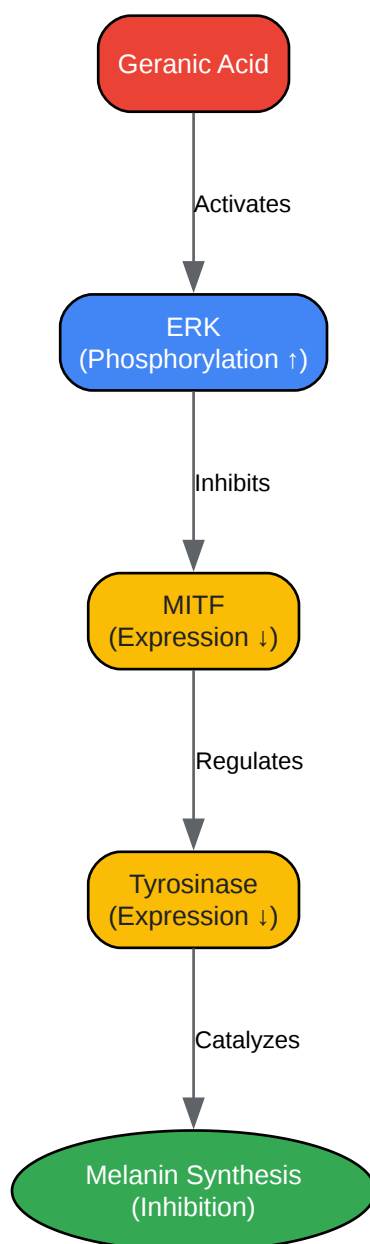 Geranic Acid
Activates
ERK
(Phosphorylation ↑)
Inhibits
MITF
(Expression ↓)
Regulates
Tyrosinase
(Expression ↓)
Catalyzes
Melanin Synthesis
(Inhibition)